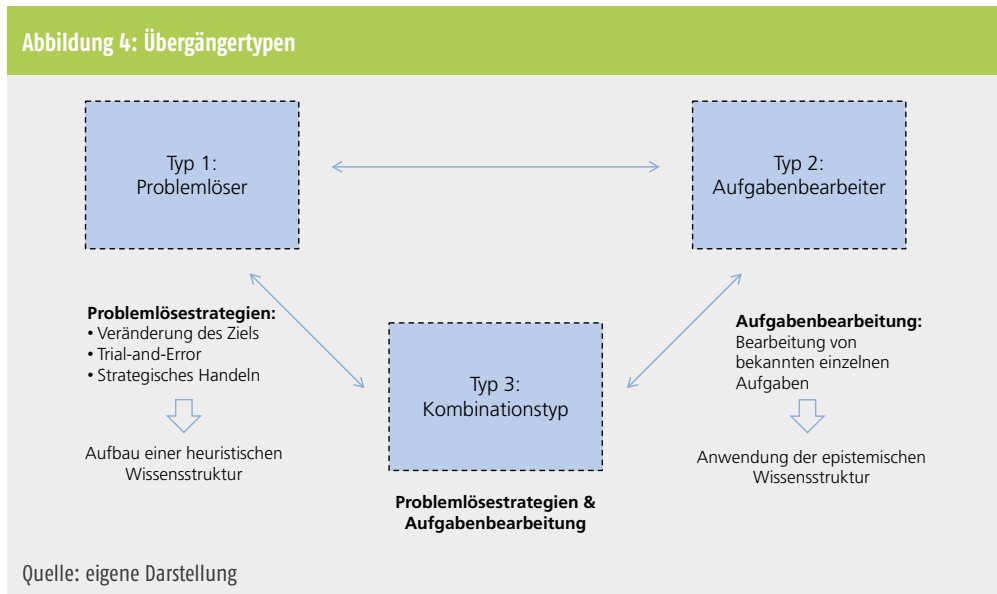 Abbildung 4: Übergängertypen
Typ 1:
Problemlöser
Typ 2:
Aufgabenbearbeiter
Problemlösestrategien:
• Veränderung des Ziels
• Trial-and-Error
• Strategisches Handeln
Aufbau einer heuristischen
Wissensstruktur
Typ 3:
Kombinationstyp
Problemlösestrategien &
Aufgabenbearbeitung
Aufgabenbearbeitung:
Bearbeitung von
bekannten einzelnen
Aufgaben
Anwendung der epistemischen
Wissensstruktur
Quelle: eigene Darstellung